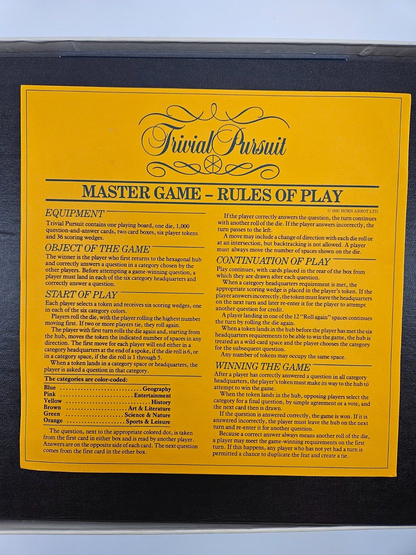 Trivial Pursuit
MASTER GAME – RULES OF PLAY
EQUIPMENT
Trivial Pursuit contains one playing board, one die, 1,000
question-and-answer cards, two card boxes, six player tokens
and 36 scoring wedges.
OBJECT OF THE GAME
The winner is the player who first returns to the hexagonal hub
and correctly answers a question in a category chosen by the
other players. Before attempting a game-winning question, a
player must land in each of the six category headquarters and
correctly answer a question.
START OF PLAY
Each player selects a token and receives six scoring wedges, one
in each of the six category colors.
Players roll the die, with the player rolling the highest number
moving first. If two or more players tie, they roll again.
The player with first turn rolls the die again and, starting from
the hub, moves the token the indicated number of spaces in any
direction. The first move for each player will end either in a
category headquarters at the end of a spoke, if the die roll is 6, or
in a category space, if the die roll is 1 through 5.
When a token lands in a category space or headquarters, the
player is asked a question in that category.
The categories are color-coded:
Blue ........ Geography
Pink ........ Entertainment
Yellow ........ History
Brown ........ Art & Literature
Green ........ Science & Nature
Orange ........ Sports & Leisure
The question, next to the appropriate colored dot, is taken
from the first card in either box and is read by another player.
Answers are on the opposite side of each card. The next question
comes from the first card in the other box.
© 1981 HORN ABBOT LTD
If the player correctly answers the question, the turn continues
with another roll of the die. If the player answers incorrectly, the
turn passes to the left.
A move may include a change of direction with each die roll or
at an intersection, but backtracking is not allowed. A player
must always move the number of spaces shown on the die.
CONTINUATION OF PLAY
Play continues, with cards placed in the rear of the box from
which they are drawn after each question.
When a category headquarters requirement is met, the
appropriate scoring wedge is placed in the player's token. If the
player answers incorrectly, the token must leave the headquarters
on the next turn and later re-enter it for the player to attempt
another question for credit.
A player landing in one of the 12 "Roll again" spaces continues
the turn by rolling the die again.
When a token lands in the hub before the player has met the six
headquarters requirements to be able to win the game, the hub is
treated as a wild-card space and the player chooses the category
for the subsequent question.
Any number of tokens may occupy the same space.
WINNING THE GAME
After a player has correctly answered a question in all category
headquarters, the player's token must make its way to the hub to
attempt to win the game.
When the token lands in the hub, opposing players select the
category for a final question, by simple agreement or a vote, and
the next card is then drawn.
If the question is answered correctly, the game is won. If it is
answered incorrectly, the player must leave the hub on the next
turn and re-enter it for another question.
Because a correct answer always means another roll of the die,
a player may meet the game-winning requirements on the first
turn. If this happens, any player who has not yet had a turn is
permitted a chance to duplicate the feat and create a tie.